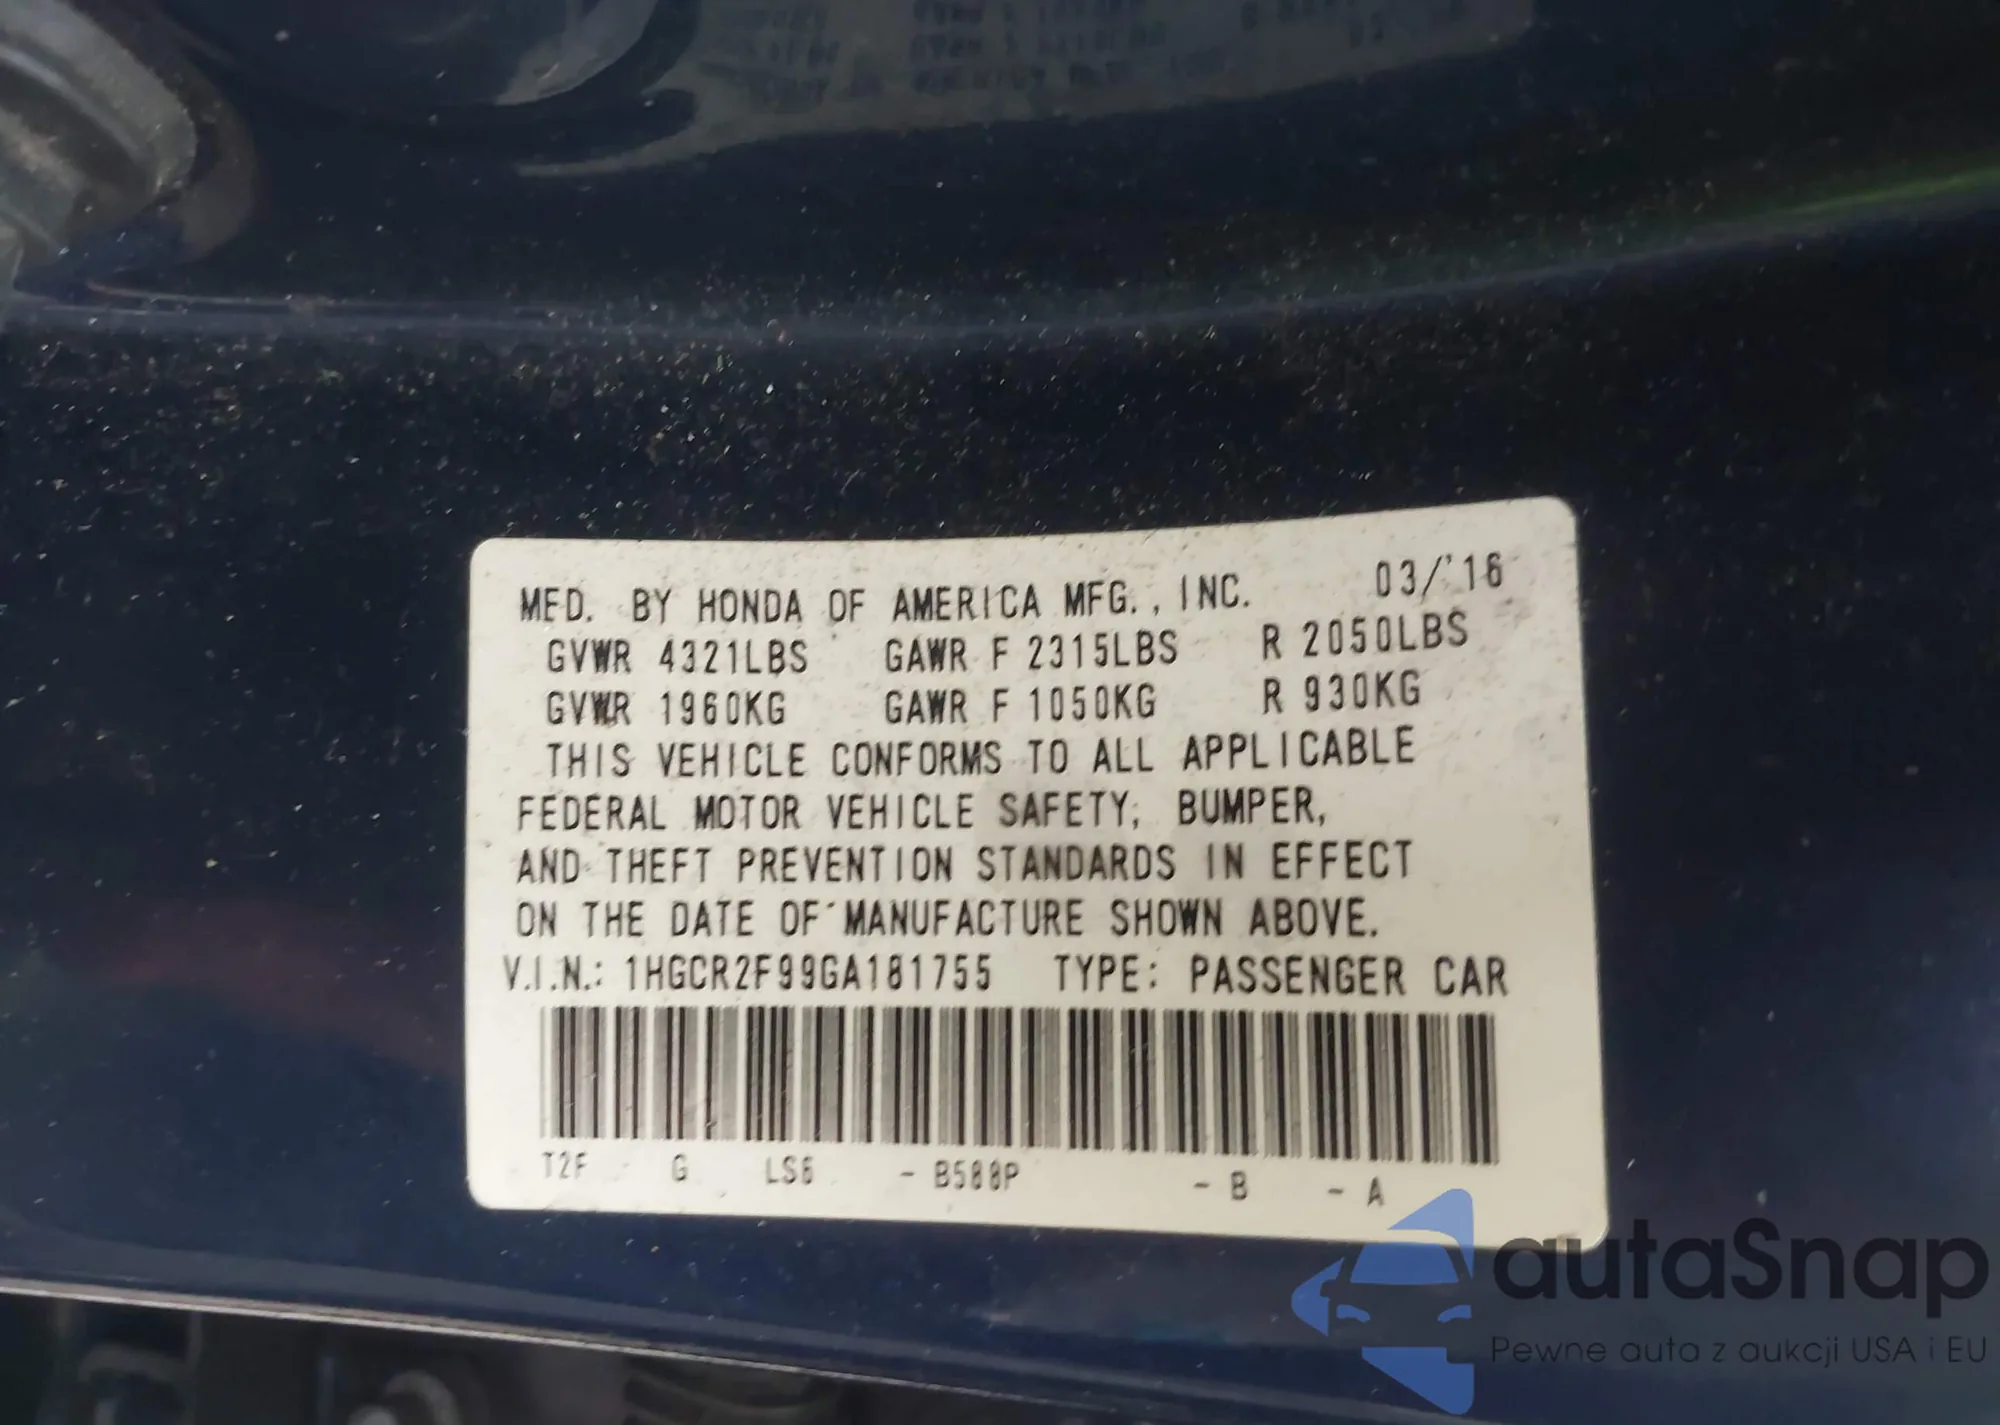 MFD. BY HONDA OF AMERICA MFG., INC. 03/'16
GVWR 4321LBS GAWR F 2315LBS R 2050LBS
GVWR 1960KG GAWR F 1050KG R 930KG
THIS VEHICLE CONFORMS TO ALL APPLICABLE
FEDERAL MOTOR VEHICLE SAFETY, BUMPER,
AND THEFT PREVENTION STANDARDS IN EFFECT
ON THE DATE OF MANUFACTURE SHOWN ABOVE.
V.I.N.: 1HGCR2F99GA181755 TYPE: PASSENGER CAR
T2F G LS6 - B588P - B - A
autaSnap
Pewne auta z aukcji USA i EU